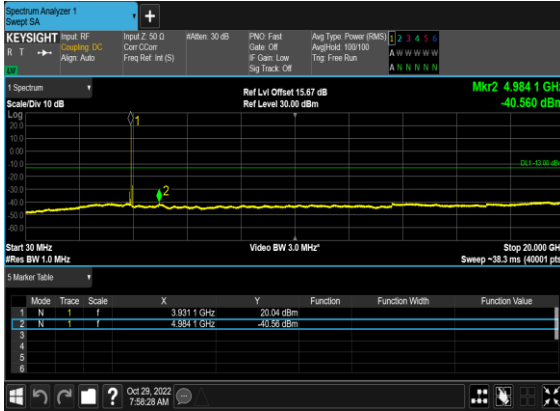 Spectrum Analyzer 1
Swept SA
+
KEYSIGHT
R T
Input: RF
Coupling: DC
Align: Auto
Input Z: 50 Ω
Corr CCorr
Freq Ref: Int (S)
#Atten: 30 dB
PNO: Fast
Gate: Off
IF Gain: Low
Sig Track: Off
Avg Type: Power (RMS)
Avg|Hold: 100/100
Trig: Free Run
1 2 3 4 5 6
A W W W W W
A N N N N N
1 Spectrum
Scale/Div 10 dB
Ref Lvl Offset 15.67 dB
Ref Level 30.00 dBm
Mkr2 4.984 1 GHz
-40.560 dBm
Log
20.0
10.0
0.00
-10.0
-20.0
-30.0
-40.0
-50.0
-60.0
1
2
DL1 -13.00 dBm
Start 30 MHz
#Res BW 1.0 MHz
Video BW 3.0 MHz*
Stop 20.000 GH
Sweep ~38.3 ms (40001 pts
5 Marker Table
Mode Trace Scale X Y Function Function Width Function Value
1 N 1 f 3.931 1 GHz 20.04 dBm
2 N 1 f 4.984 1 GHz -40.56 dBm
3
4
5
6
?
Oct 29, 2022
7:58:28 AM